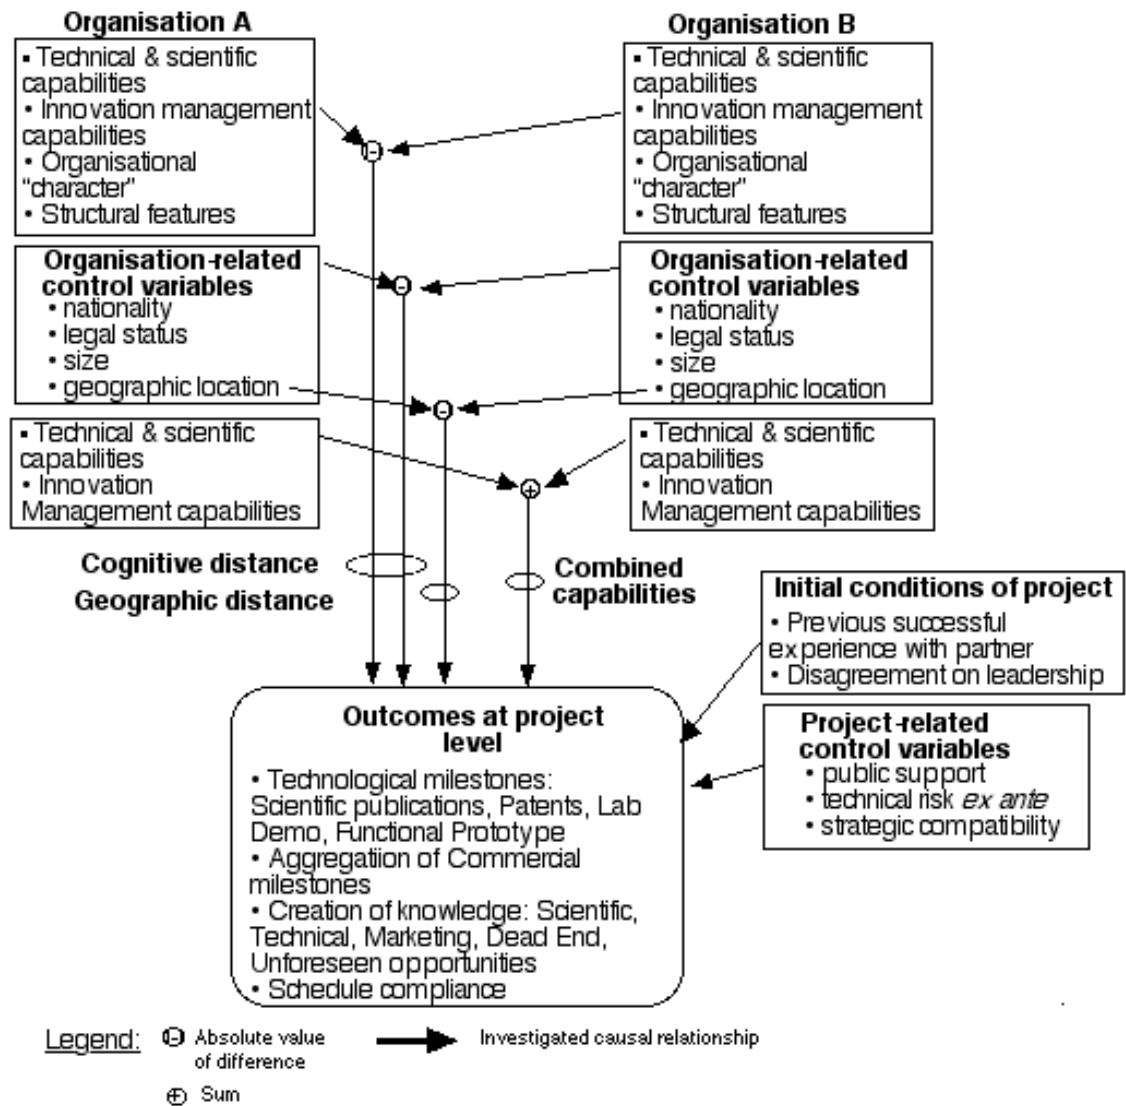 Organisation A
▪ Technical & scientific
capabilities
• Innovation management
capabilities
• Organisational
"character"
• Structural features
Organisation B
▪ Technical & scientific
capabilities
• Innovation management
capabilities
• Organisational
"character"
• Structural features
Organisation-related
control variables
• nationality
• legal status
• size
• geographic location
Organisation-related
control variables
• nationality
• legal status
• size
• geographic location
▪ Technical & scientific
capabilities
• Innovation
Management capabilities
▪ Technical & scientific
capabilities
• Innovation
Management capabilities
-
-
-
+
Cognitive distance
Geographic distance
Combined
capabilities
Initial conditions of project
• Previous successful
experience with partner
• Disagreement on leadership
Project-related
control variables
• public support
• technical risk ex ante
• strategic compatibility
Outcomes at project
level
• Technological milestones:
Scientific publications, Patents, Lab
Demo, Functional Prototype
• Aggregatiion of Commercial
milestones
• Creation of knowledge: Scientific,
Technical, Marketing, Dead End,
Unforeseen opportunities
• Schedule compliance
Legend:
- Absolute value
of difference
Investigated causal relationship
+ Sum